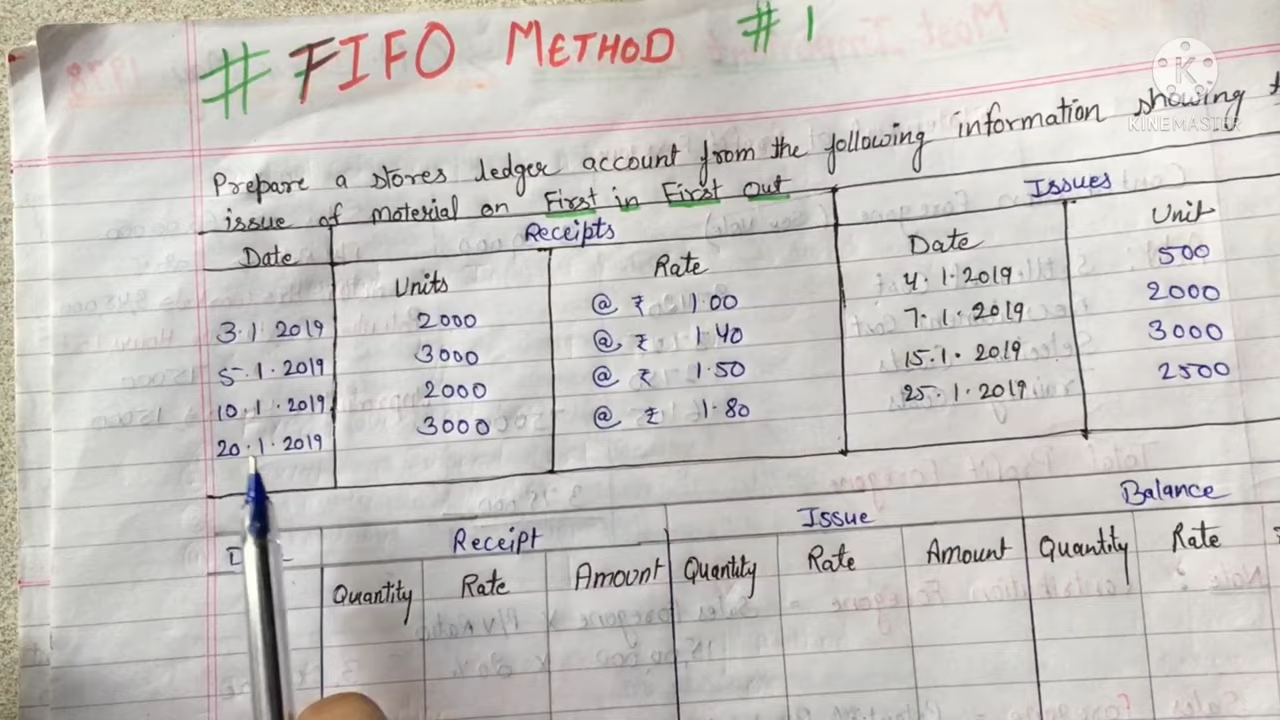 # FIFO METHOD # 1
K
KINEMASTER
Prepare a stores ledger account from the following information showing
issue of material on First in First Out
Date Receipts Issues
Units Rate Date Unit
3.1.2019 2000 @ ₹ 1.00 4.1.2019 500
5.1.2019 3000 @ ₹ 1.40 7.1.2019 2000
10.1.2019 2000 @ ₹ 1.50 15.1.2019 3000
20.1.2019 3000 @ ₹ 1.80 25.1.2019 2500
Receipt Issue Balance
Quantity Rate Amount Quantity Rate Amount Quantity Rate